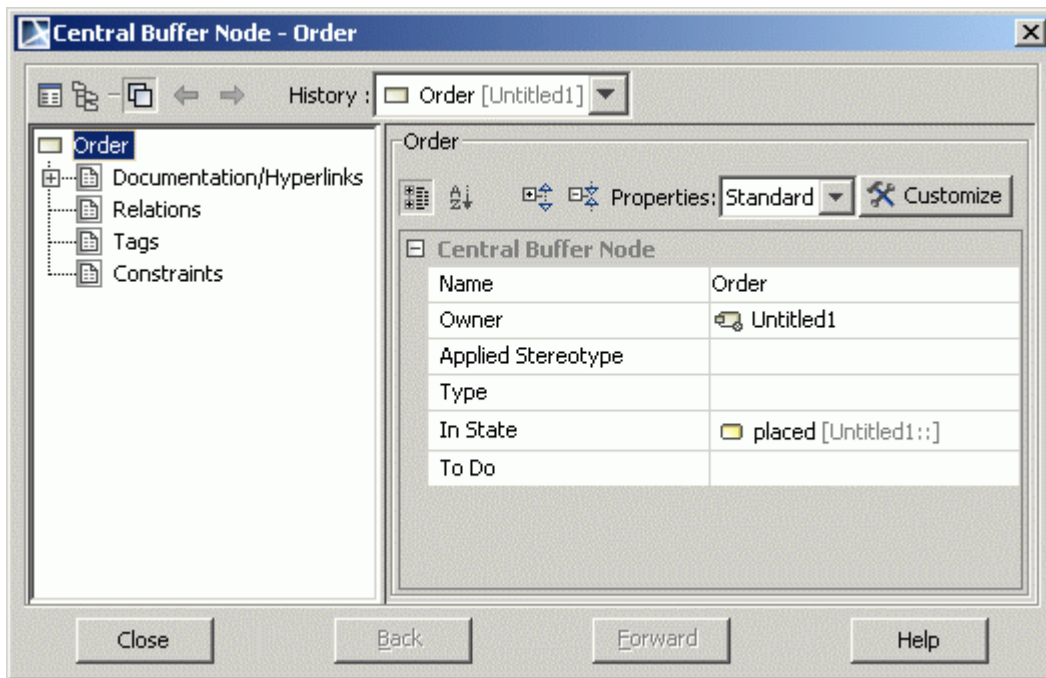 Central Buffer Node - Order
History : Order [Untitled1]
Order
Documentation/Hyperlinks
Relations
Tags
Constraints
Order
Properties: Standard Customize
Central Buffer Node
Name Order
Owner Untitled1
Applied Stereotype
Type
In State placed [Untitled1::]
To Do
Close Back Forward Help